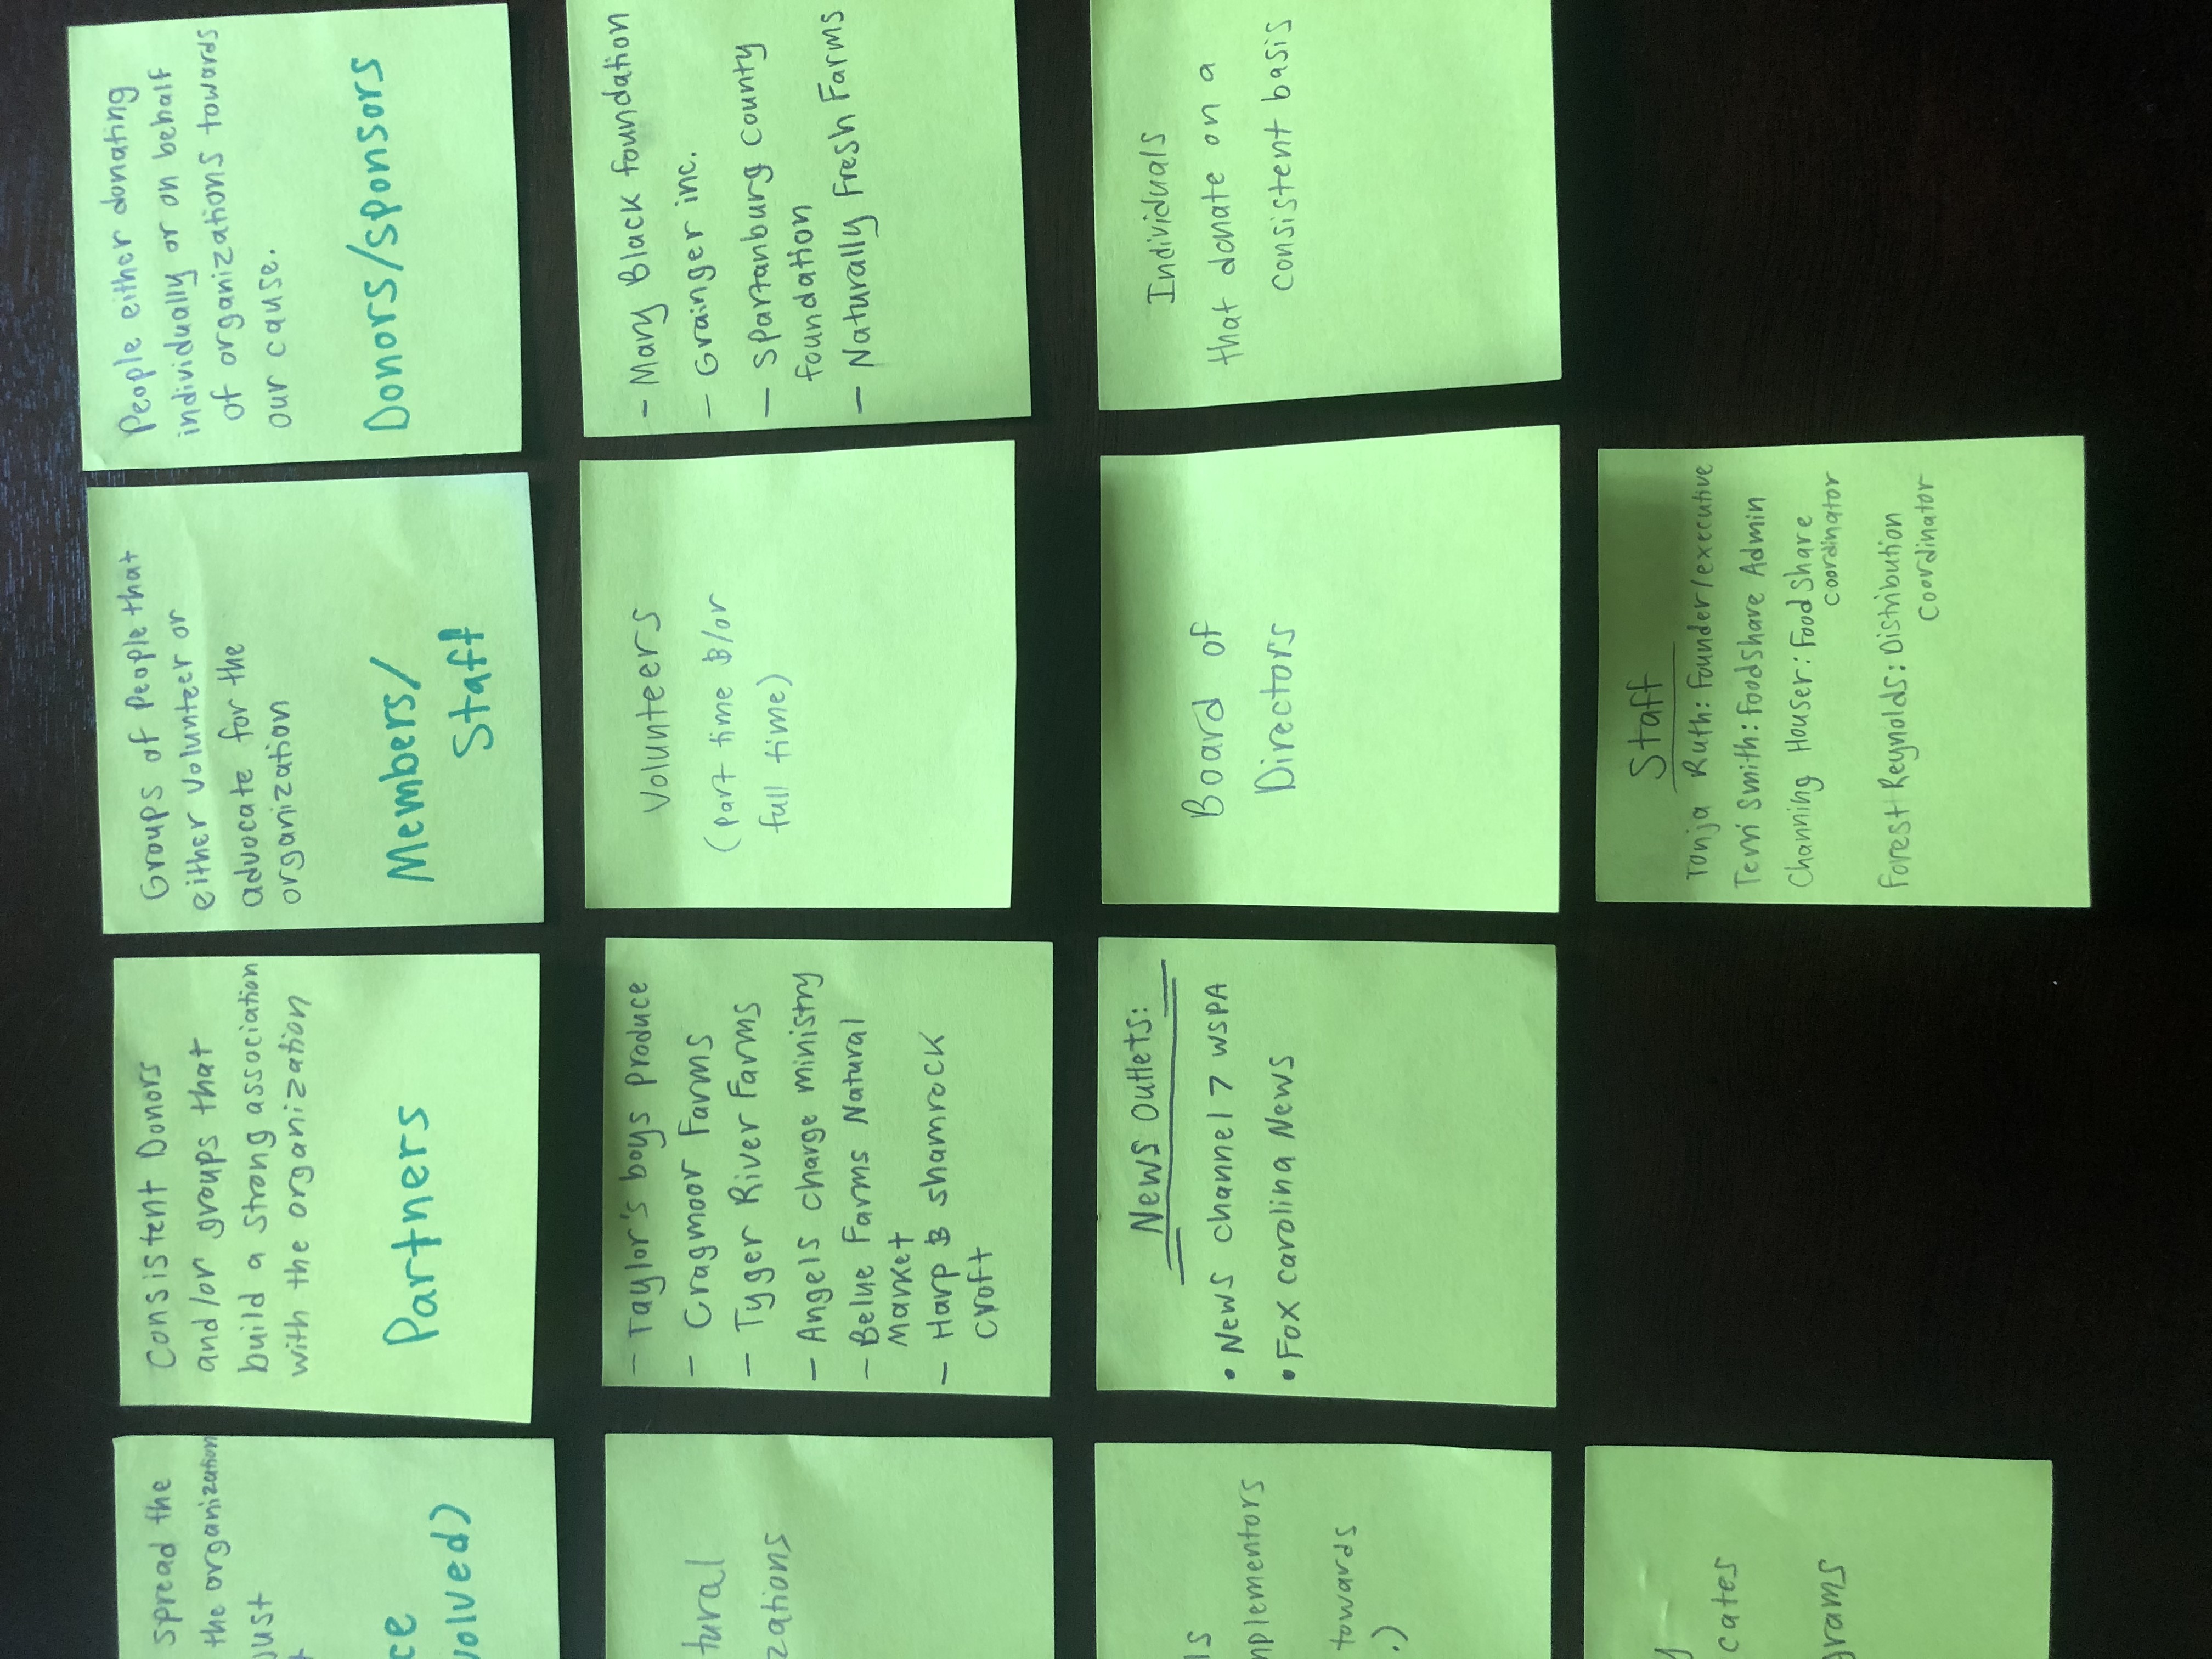 spread the
the organization
just
volved)
Consistent Donors
and/or groups that
build a strong association
with the organization
Partners
Groups of People that
either volunteer or
advocate for the
organization
Members/
Staff
People either donating
individually or on behalf
of organizations towards
our cause.
Donors/sponsors
tural
zations
- Taylor's boys produce
- Cragmoor Farms
- Tyger River Farms
- Angels charge ministry
- Belue Farms Natural
Market
- Harp & shamrock
croft
Volunteers
(part time &/or
full time)
- Mary Black foundation
- Grainger inc.
- Spartanburg county
foundation
- Naturally Fresh Farms
ls
mplementors
towards
.)
News Outlets:
• News channel 7 WSPA
• Fox carolina News
Board of
Directors
Individuals
that donate on a
consistent basis
y
cates
grams
Staff
Tonja Ruth: Founder/executive
Terri Smith: FoodShare Admin
Channing Houser: FoodShare
coordinator
Forest Reynolds: Distribution
Coordinator